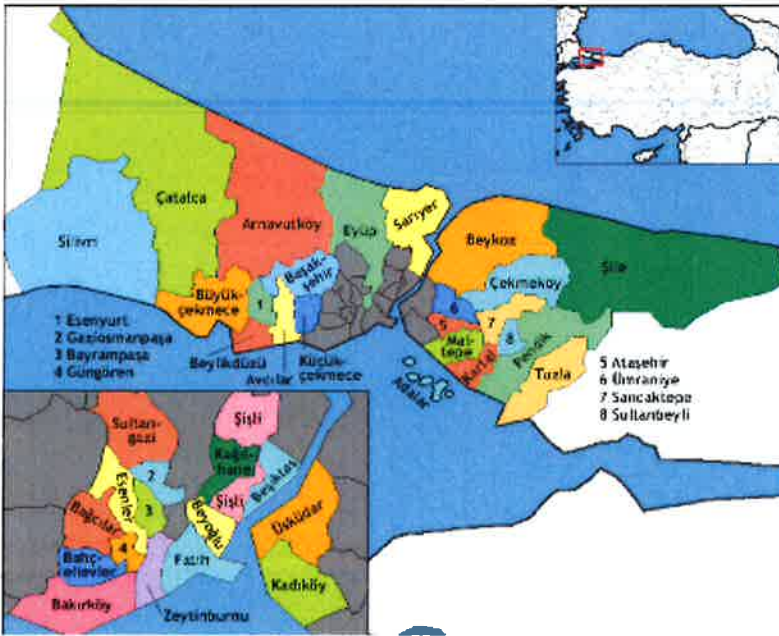 Silivri
Çatalca
Arnavutköy
Eyüp
Sarıyer
Büyük-
çekmece
1
Başak-
şehir
Beylikdüzü
Avcılar
Küçük-
çekmece
Beykoz
Çekmeköy
Şile
6
5
7
8
Mal-
tepe
Kartal
Pendik
Tuzla
Adalar
1 Esenyurt
2 Gaziosmanpaşa
3 Bayrampaşa
4 Güngören
5 Ataşehir
6 Ümraniye
7 Sancaktepe
8 Sultanbeyli
Sultan-
gazi
Şişli
2
Kağıt-
hane
Beşiktaş
Esenler
3
Şişli
Bağcılar
Beyoğlu
Üsküdar
4
Bahç-
elievler
Fatih
Kadıköy
Bakırköy
Zeytinburnu